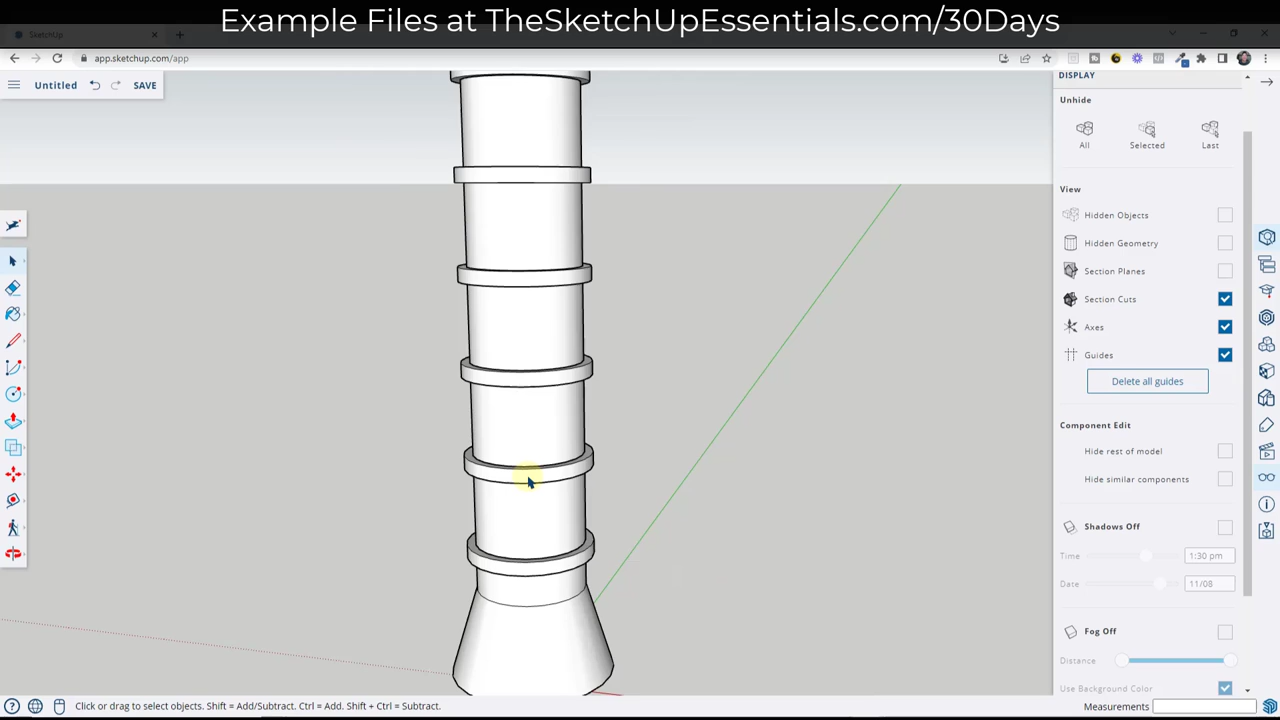 Example Files at TheSketchUpEssentials.com/30Days
SketchUp
app.sketchup.com/app
Untitled
SAVE
DISPLAY
Unhide
All
Selected
Last
View
Hidden Objects
Hidden Geometry
Section Planes
Section Cuts
Axes
Guides
Delete all guides
Component Edit
Hide rest of model
Hide similar components
Shadows Off
Time
1:30 pm
Date
11/08
Fog Off
Distance
Use Background Color
Click or drag to select objects. Shift = Add/Subtract. Ctrl = Add. Shift + Ctrl = Subtract.
Measurements